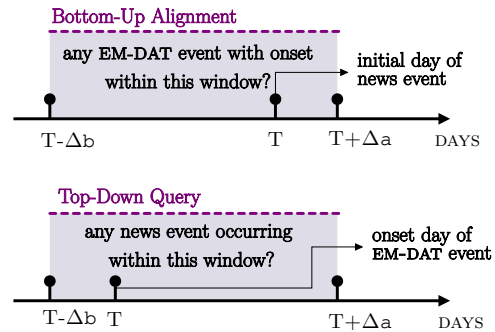 Bottom-Up Alignment
any EM-DAT event with onset
within this window?
initial day of
news event
T-Δb
T
T+Δa
DAYS
Top-Down Query
any news event occurring
within this window?
onset day of
EM-DAT event
T-Δb
T
T+Δa
DAYS